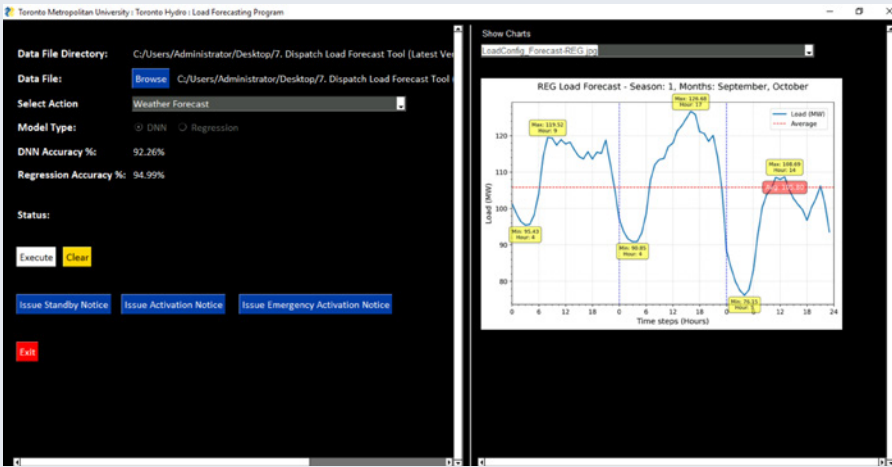 Toronto Metropolitan University : Toronto Hydro : Load Forecasting Program
Data File Directory: C:/Users/Administrator/Desktop/7. Dispatch Load Forecast Tool (Latest Ver
Data File: Browse C:/Users/Administrator/Desktop/7. Dispatch Load Forecast Tool
Select Action Weather Forecast
Model Type: DNN Regression
DNN Accuracy %: 92.26%
Regression Accuracy %: 94.99%
Status:
Execute Clear
Issue Standby Notice Issue Activation Notice Issue Emergency Activation Notice
Exit
Show Charts
LoadConfig_Forecast-REG.jpg
REG Load Forecast - Season: 1, Months: September, October
Max: 126.68
Hour: 17
Load (MW)
Average
Max: 119.52
Hour: 9
Max: 108.69
Hour: 14
Min: 95.43
Hour: 4
Min: 90.85
Hour: 4
Min: 76.15
Hour:
Load (MW)
120
110
100
90
80
0 6 12 18 0 6 12 18 0 6 12 18 24
Time steps (Hours)